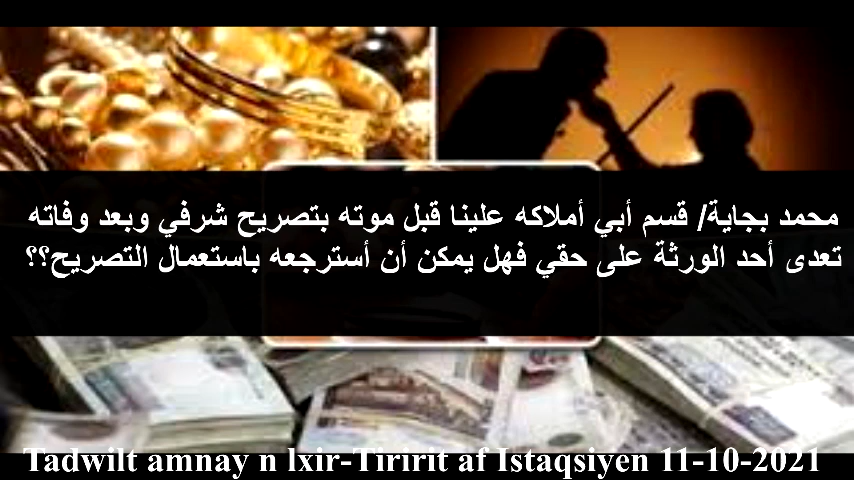 محمد بجاية/ قسم أبي أملاكه علينا قبل موته بتصريح شرفي وبعد وفاته
تعدى أحد الورثة على حقي فهل يمكن أن أسترجعه باستعمال التصريح؟؟
Tadwilt amnay n lxir-Tiririt af Istaqsiyen 11-10-2021